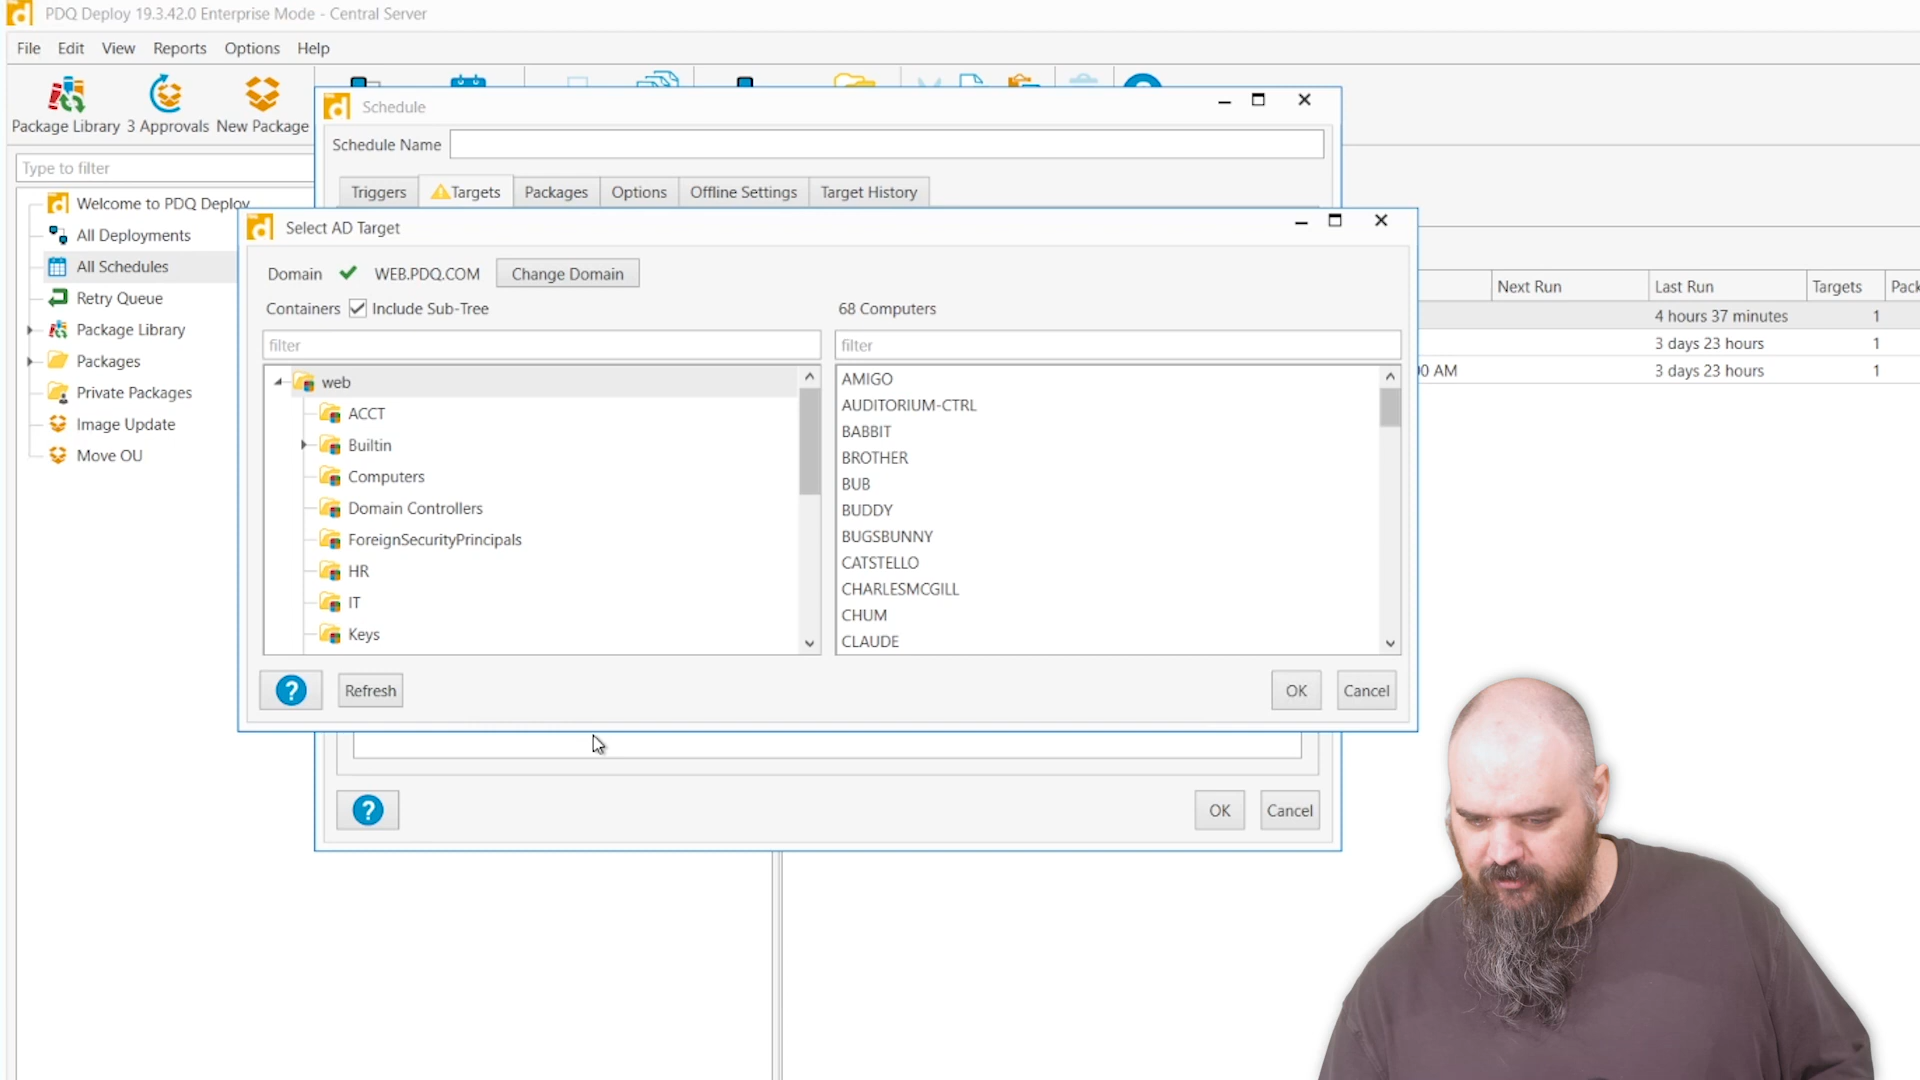 PDQ Deploy 19.3.42.0 Enterprise Mode - Central Server
File Edit View Reports Options Help
Package Library 3 Approvals New Package
Schedule
Schedule Name
Type to filter
Triggers Targets Packages Options Offline Settings Target History
Welcome to PDQ Deploy
All Deployments
All Schedules
Retry Queue
Package Library
Packages
Private Packages
Image Update
Move OU
Select AD Target
Domain WEB.PDQ.COM Change Domain
Containers Include Sub-Tree 68 Computers
filter filter
web
ACCT
Builtin
Computers
Domain Controllers
ForeignSecurityPrincipals
HR
IT
Keys
AMIGO
AUDITORIUM-CTRL
BABBIT
BROTHER
BUB
BUDDY
BUGSBUNNY
CATSTELLO
CHARLESMCGILL
CHUM
CLAUDE
? Refresh OK Cancel
? OK Cancel
Next Run Last Run Targets Pack
4 hours 37 minutes 1
3 days 23 hours 1
0 AM 3 days 23 hours 1